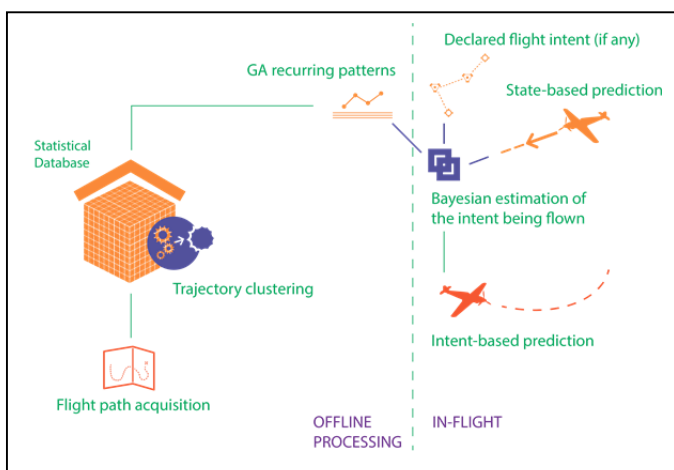 Declared flight intent (if any)
GA recurring patterns
State-based prediction
Statistical
Database
Bayesian estimation of
the intent being flown
Trajectory clustering
Intent-based prediction
Flight path acquisition
OFFLINE
PROCESSING
IN-FLIGHT